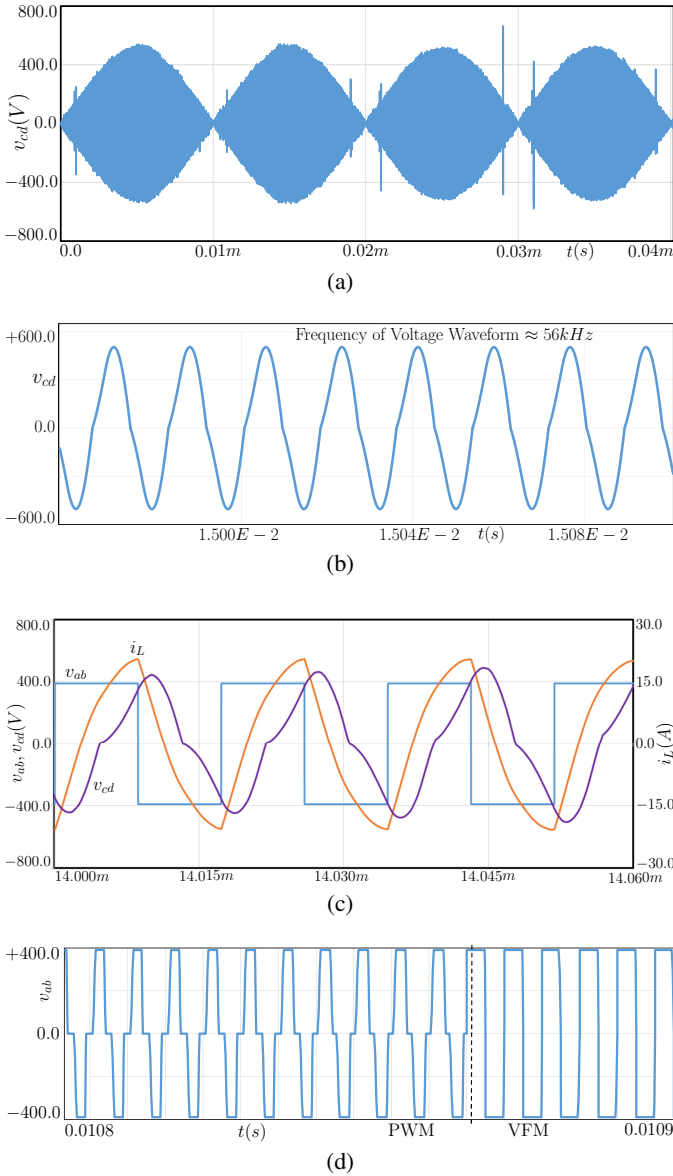 800.0
400.0
0.0
−400.0
−800.0
v_cd(V)
0.0 0.01m 0.02m 0.03m t(s) 0.04m
(a)
Frequency of Voltage Waveform ≈ 56kHz
+600.0
v_cd
0.0
−600.0
1.500E − 2 1.504E − 2 t(s) 1.508E − 2
(b)
800.0
400.0
0.0
−400.0
−800.0
v_ab, v_cd(V)
v_ab
i_L
v_cd
30.0
15.0
0.0
−15.0
−30.0
i_L(A)
14.000m 14.015m 14.030m 14.045m 14.060m
(c)
+400.0
v_ab
0.0
−400.0
0.0108 t(s) PWM VFM 0.0109
(d)